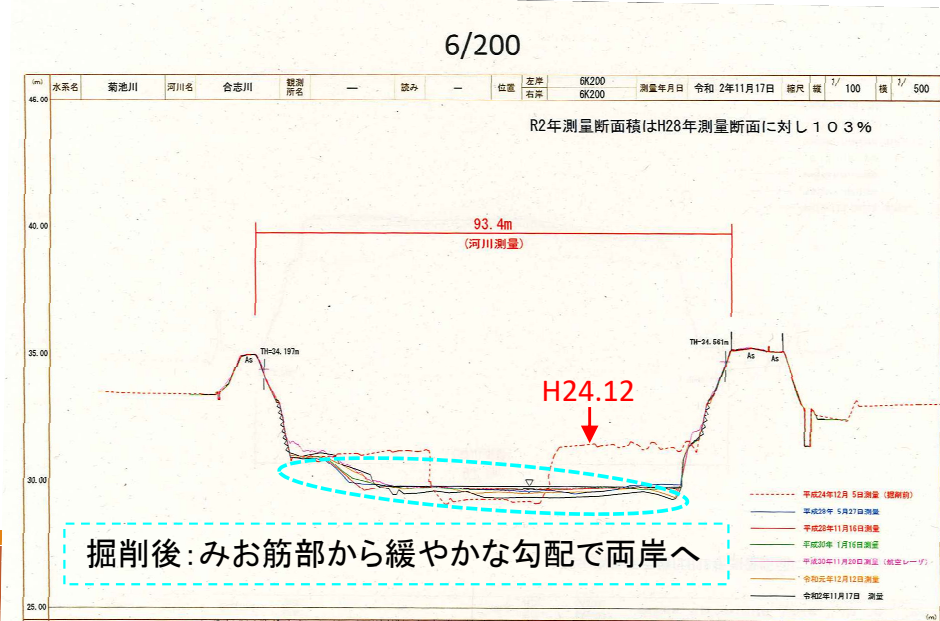 6/200
(m) 水系名 菊池川 河川名 合志川 観測所名 ー 読み ー 位置 左岸 6K200 右岸 6K200 測量年月日 令和 2年11月17日 縮尺 縦 1/100 横 1/500
46.00
R2年測量断面積はH28年測量断面に対し103%
40.00
93.4m
(河川測量)
35.00
TH=34.197m
As
TH=34.561m
As
As
H24.12
30.00
平成24年12月 5日測量 (掘削前)
平成28年 5月27日測量
平成28年11月16日測量
平成30年 1月16日測量
平成30年11月20日測量 (航空レーザ)
令和元年12月12日測量
令和2年11月17日 測量
掘削後:みお筋部から緩やかな勾配で両岸へ
25.00
(m)